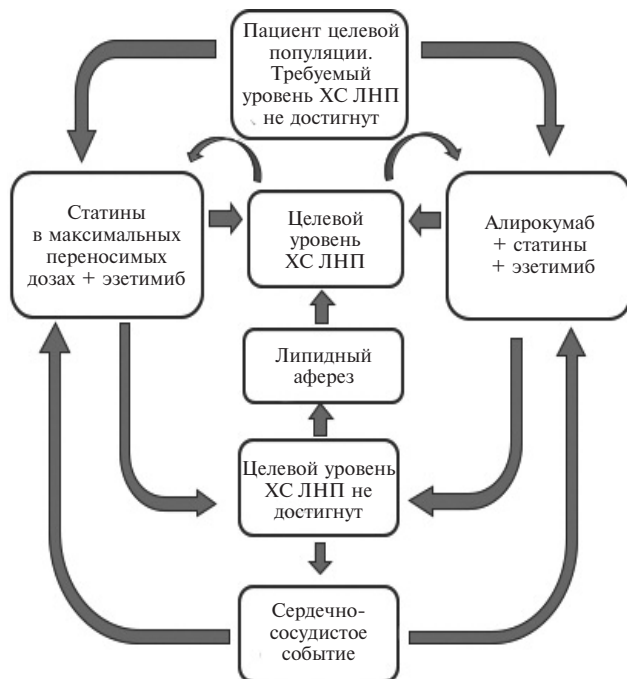 Пациент целевой
популяции.
Требуемый
уровень ХС ЛНП
не достигнут
Статины
в максимальных
переносимых
дозах + эзетимиб
Целевой
уровень
ХС ЛНП
Алирокумаб
+ статины
+ эзетимиб
Липидный
аферез
Целевой уровень
ХС ЛНП не
достигнут
Сердечно-
сосудистое
событие